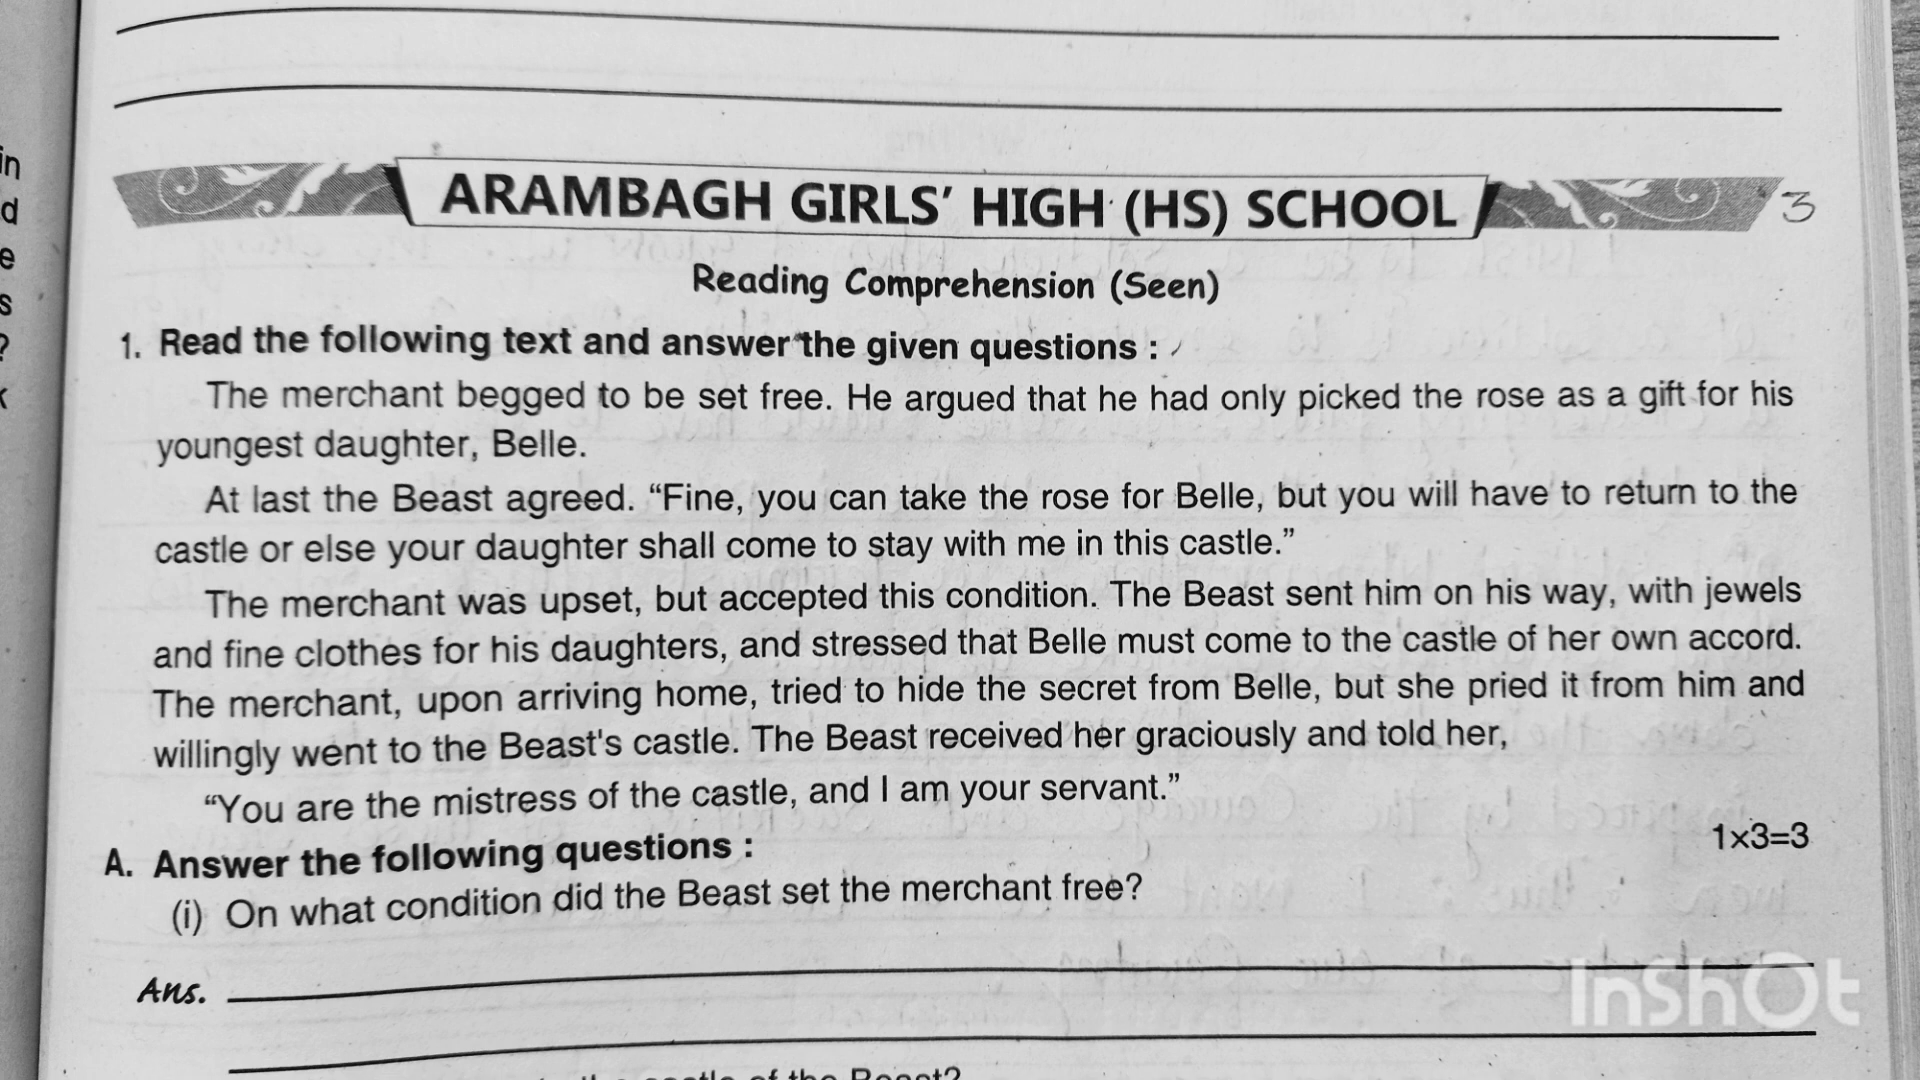 in
d
e
s
?
k
ARAMBAGH GIRLS' HIGH (HS) SCHOOL
3
Reading Comprehension (Seen)
1. Read the following text and answer the given questions :
The merchant begged to be set free. He argued that he had only picked the rose as a gift for his
youngest daughter, Belle.
At last the Beast agreed. “Fine, you can take the rose for Belle, but you will have to return to the
castle or else your daughter shall come to stay with me in this castle.”
The merchant was upset, but accepted this condition. The Beast sent him on his way, with jewels
and fine clothes for his daughters, and stressed that Belle must come to the castle of her own accord.
The merchant, upon arriving home, tried to hide the secret from Belle, but she pried it from him and
willingly went to the Beast's castle. The Beast received her graciously and told her,
“You are the mistress of the castle, and I am your servant.”
A. Answer the following questions :
1×3=3
(i) On what condition did the Beast set the merchant free?
Ans.
InShOt
castle of the Beast?